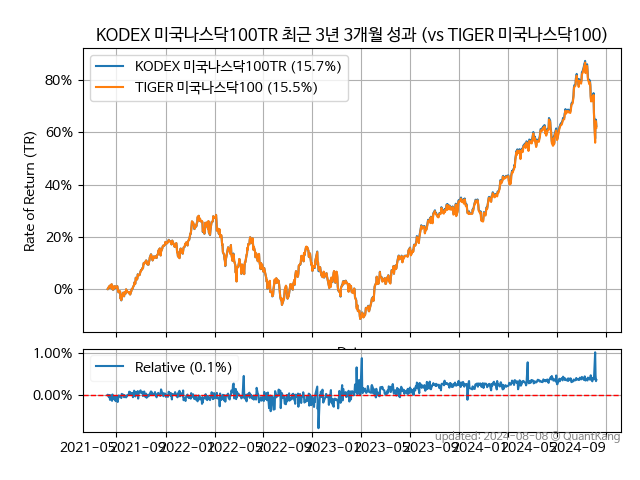 KODEX 미국나스닥100TR 최근 3년 3개월 성과 (vs TIGER 미국나스닥100)
KODEX 미국나스닥100TR (15.7%)
TIGER 미국나스닥100 (15.5%)
Rate of Return (TR)
80%
60%
40%
20%
0%
1.00%
0.00%
Relative (0.1%)
updated: 2024-08-08 @ QuantKang
2021-05 2021-09 2022-01 2022-05 2022-09 2023-01 2023-05 2023-09 2024-01 2024-05 2024-09